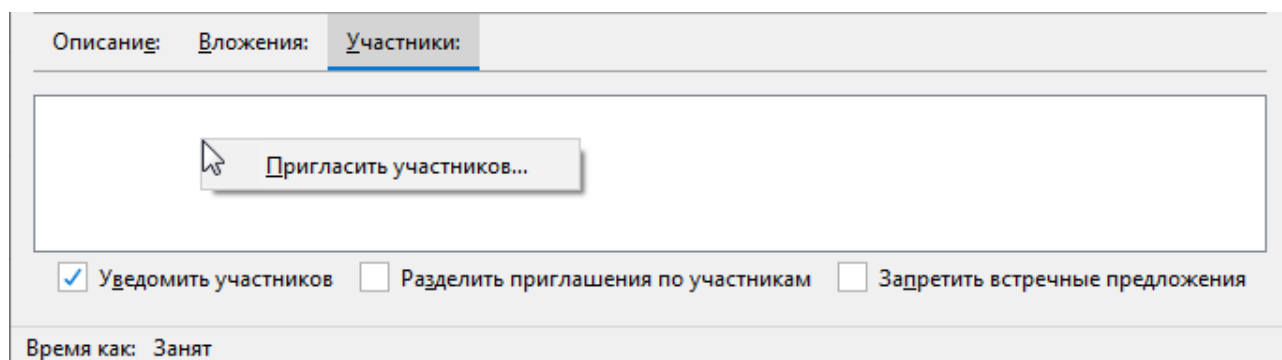 Описание: Вложения: Участники:
Пригласить участников...
Уведомить участников Разделить приглашения по участникам Запретить встречные предложения
Время как: Занят